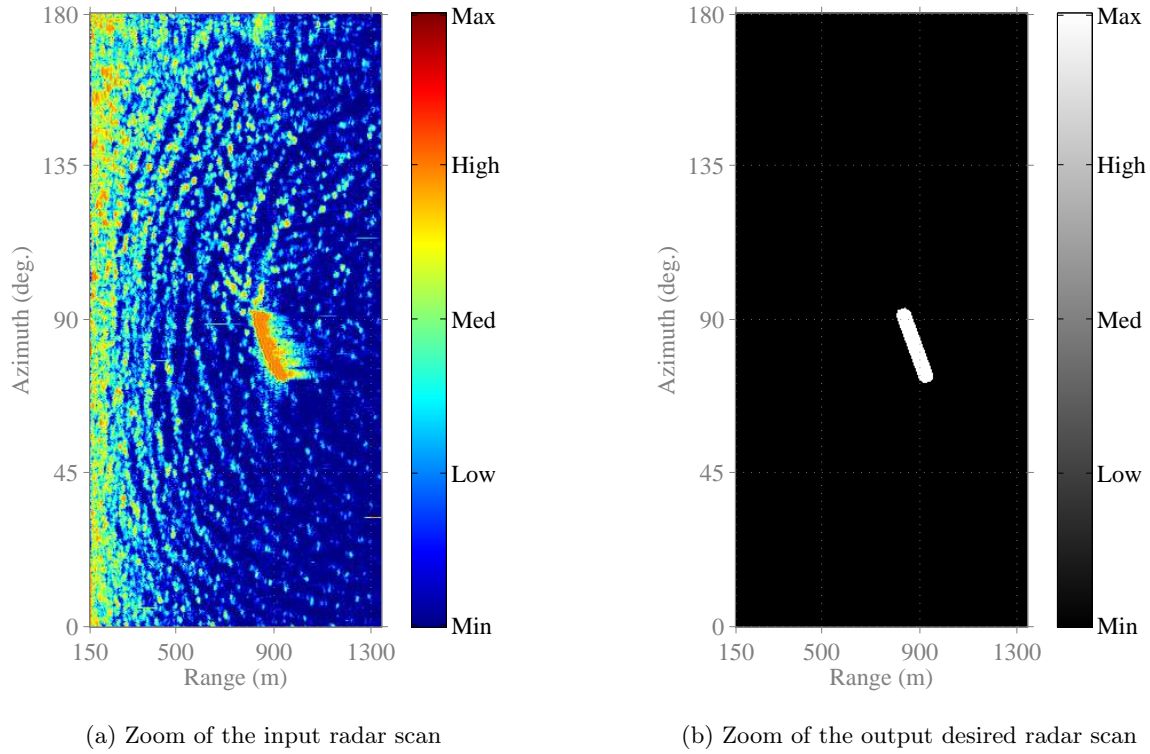 180
135
90
45
0
Azimuth (deg.)
150 500 900 1300
Range (m)
Max
High
Med
Low
Min
(a) Zoom of the input radar scan
180
135
90
45
0
Azimuth (deg.)
150 500 900 1300
Range (m)
Max
High
Med
Low
Min
(b) Zoom of the output desired radar scan